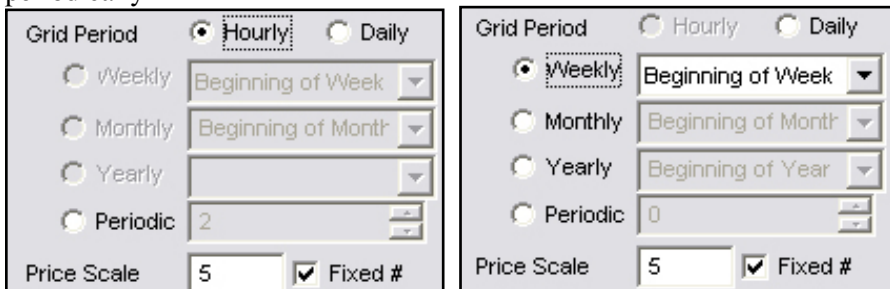 Grid Period Hourly Daily
Weekly Beginning of Week
Monthly Beginning of Month
Yearly
Periodic 2
Price Scale 5 Fixed #
Grid Period Hourly Daily
Weekly Beginning of Week
Monthly Beginning of Month
Yearly Beginning of Year
Periodic 0
Price Scale 5 Fixed #